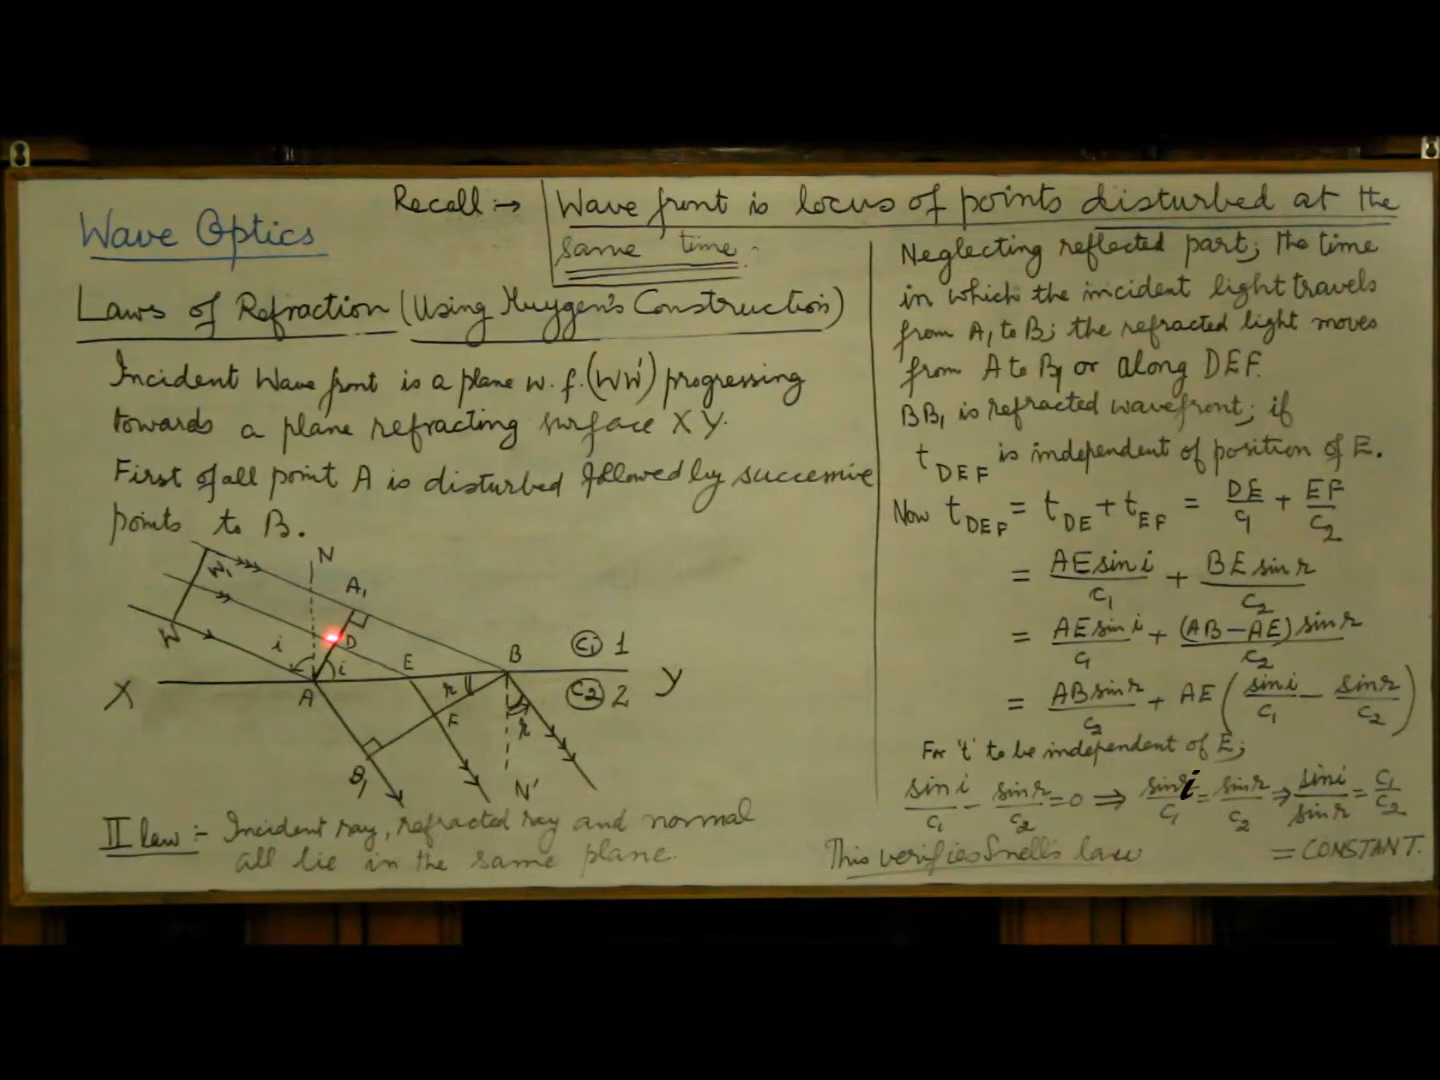 Recall :→ Wave front is locus of points disturbed at the
same time.
Wave Optics
Laws of Refraction (Using Huygen's Construction)
Incident Wave front is a plane w.f. (WW') progressing
towards a plane refracting surface XY.
First of all point A is disturbed followed by successive
points to B.
N
W₁
A₁
W
D
i
i
E
B
C₁ 1
X
A
r
C₂ 2
Y
F
r
B₁
N'
II law :- Incident ray, refracted ray and normal
all lie in the same plane.
Neglecting reflected part; the time
in which the incident light travels
from A₁ to B; the refracted light moves
from A to B₁ or along DEF.
BB₁ is refracted wavefront; if
t_DEF is independent of position of E.
Now t_DEF = t_DE + t_EF = DE/c₁ + EF/c₂
= AE sin i/c₁ + BE sin r/c₂
= AE sin i/c₁ + (AB-AE) sin r/c₂
= AB sin r/c₂ + AE (sin i/c₁ - sin r/c₂)
For 't' to be independent of E;
sin i/c₁ - sin r/c₂ = 0 ⇒ sin i/c₁ = sin r/c₂ ⇒ sin i/sin r = c₁/c₂
This verifies Snell's law = CONSTANT.